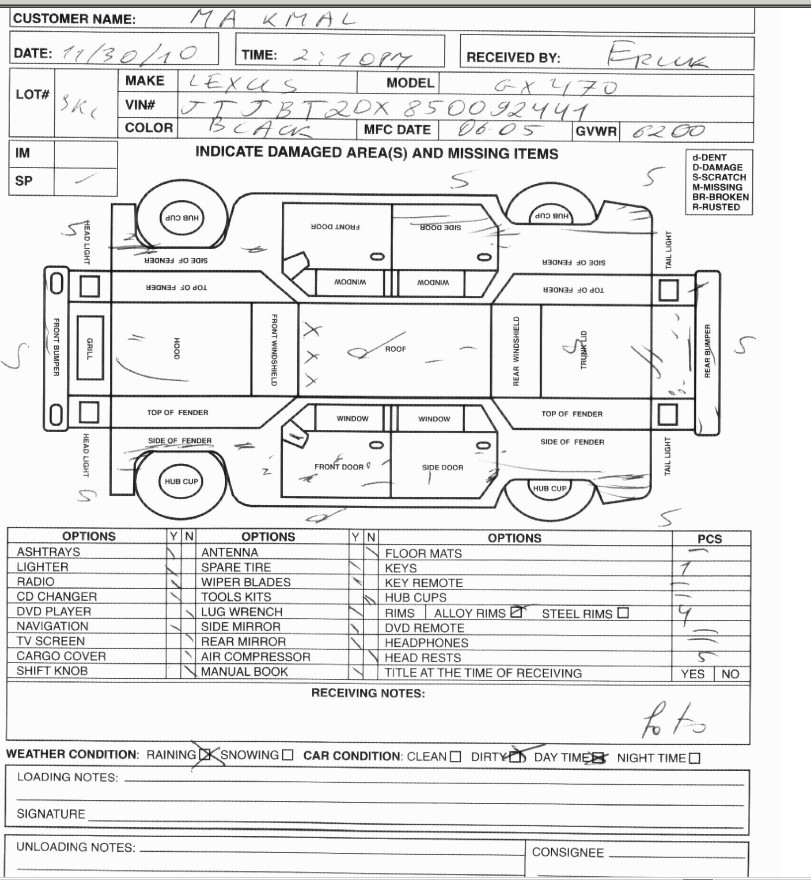 CUSTOMER NAME: MA KMAL
DATE: 11/30/10 TIME: 2:10PM RECEIVED BY:
LOT# MAKE LEXUS MODEL GX470
VIN# JTJBT20X850092441
COLOR BLACK MFC DATE 06.05 GVWR 6200
IM INDICATE DAMAGED AREA(S) AND MISSING ITEMS
SP
d-DENT
D-DAMAGE
S-SCRATCH
M-MISSING
BR-BROKEN
R-RUSTED
S S
HUB CUP FRONT DOOR SIDE DOOR HUB CUP
S HEAD LIGHT SIDE OF FENDER SIDE OF FENDER TAIL LIGHT
TOP OF FENDER WINDOW WINDOW TOP OF FENDER
S FRONT BUMPER GRILL HOOD FRONT WINDSHIELD X X X d ROOF REAR WINDSHIELD S TRUNK LID REAR BUMPER S
TOP OF FENDER WINDOW WINDOW TOP OF FENDER
HEAD LIGHT SIDE OF FENDER SIDE OF FENDER TAIL LIGHT
HUB CUP FRONT DOOR SIDE DOOR HUB CUP
S d S
OPTIONS Y N OPTIONS Y N OPTIONS PCS
ASHTRAYS ANTENNA FLOOR MATS
LIGHTER SPARE TIRE KEYS 1
RADIO WIPER BLADES KEY REMOTE
CD CHANGER TOOLS KITS HUB CUPS
DVD PLAYER LUG WRENCH RIMS ALLOY RIMS STEEL RIMS 4
NAVIGATION SIDE MIRROR DVD REMOTE
TV SCREEN REAR MIRROR HEADPHONES
CARGO COVER AIR COMPRESSOR HEAD RESTS 5
SHIFT KNOB MANUAL BOOK TITLE AT THE TIME OF RECEIVING YES NO
RECEIVING NOTES:
WEATHER CONDITION: RAINING SNOWING CAR CONDITION: CLEAN DIRTY DAY TIME NIGHT TIME
LOADING NOTES:
SIGNATURE
UNLOADING NOTES: CONSIGNEE